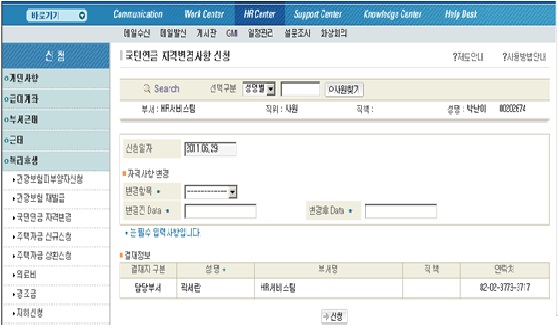 바로가기 Communication Work Center HR Center Support Center Knowledge Center Help Desk
메일수신 메일발신 게시판 GMI 일정관리 설문조사 화상회의
신 청
개인사항
급여계좌
부서근태
근태
복리후생
건강보험피부양자신청
건강보험 재발급
국민연금 자격변경
주택자금 신규신청
주택자금 상환신청
의료비
경조금
지하신청
국민연금 자격변경사항 신청 ?제도안내 ?사용방법안내
Search 선택구분 성명별 사원찾기
부서 : HR서비스팀 직위 : 사원 직책 : 성명 : 박난이 00202674
신청일자 2011.06.29
자격사항 변경
변경항목 * --------------
변경전 Data * 변경후 Data *
* 는 필수 입력사항입니다.
결재정보
결재자 구분 성 명 * 부서명 직 책 연락처
담당부서 곽세란 HR서비스팀 82-02-3773-3717
신청